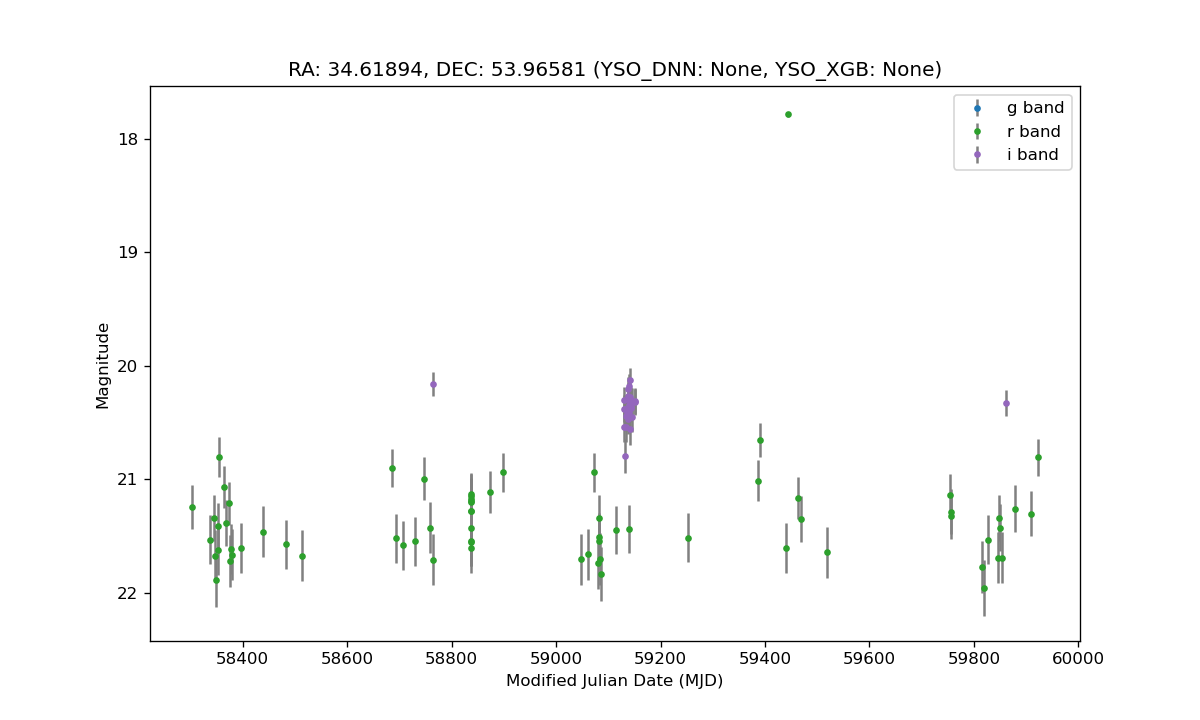 RA: 34.61894, DEC: 53.96581 (YSO_DNN: None, YSO_XGB: None)
g band
r band
i band
18
19
20
21
22
Magnitude
58400 58600 58800 59000 59200 59400 59600 59800 60000
Modified Julian Date (MJD)